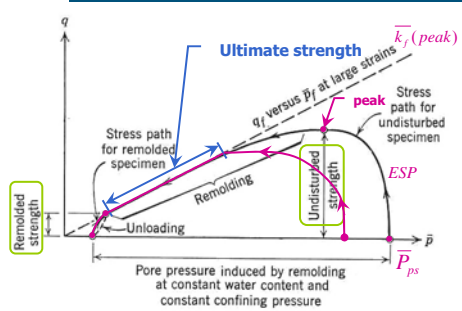 q
Ultimate strength
k̅f (peak)
qf versus p̅f at large strains
peak
Stress
path for
undisturbed
specimen
Stress path
for remolded
specimen
ESP
Remolding
Undisturbed
strength
Remolded
strength
Unloading
p̅
P̅ps
Pore pressure induced by remolding
at constant water content and
constant confining pressure